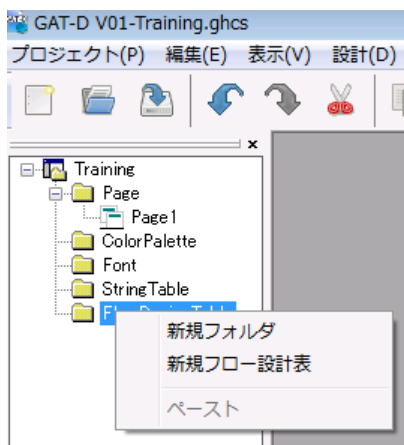 GAT-D V01-Training.ghcs
プロジェクト(P) 編集(E) 表示(V) 設計(D)
Training
Page
Page1
ColorPalette
Font
StringTable
新規フォルダ
新規フロー設計表
ペースト